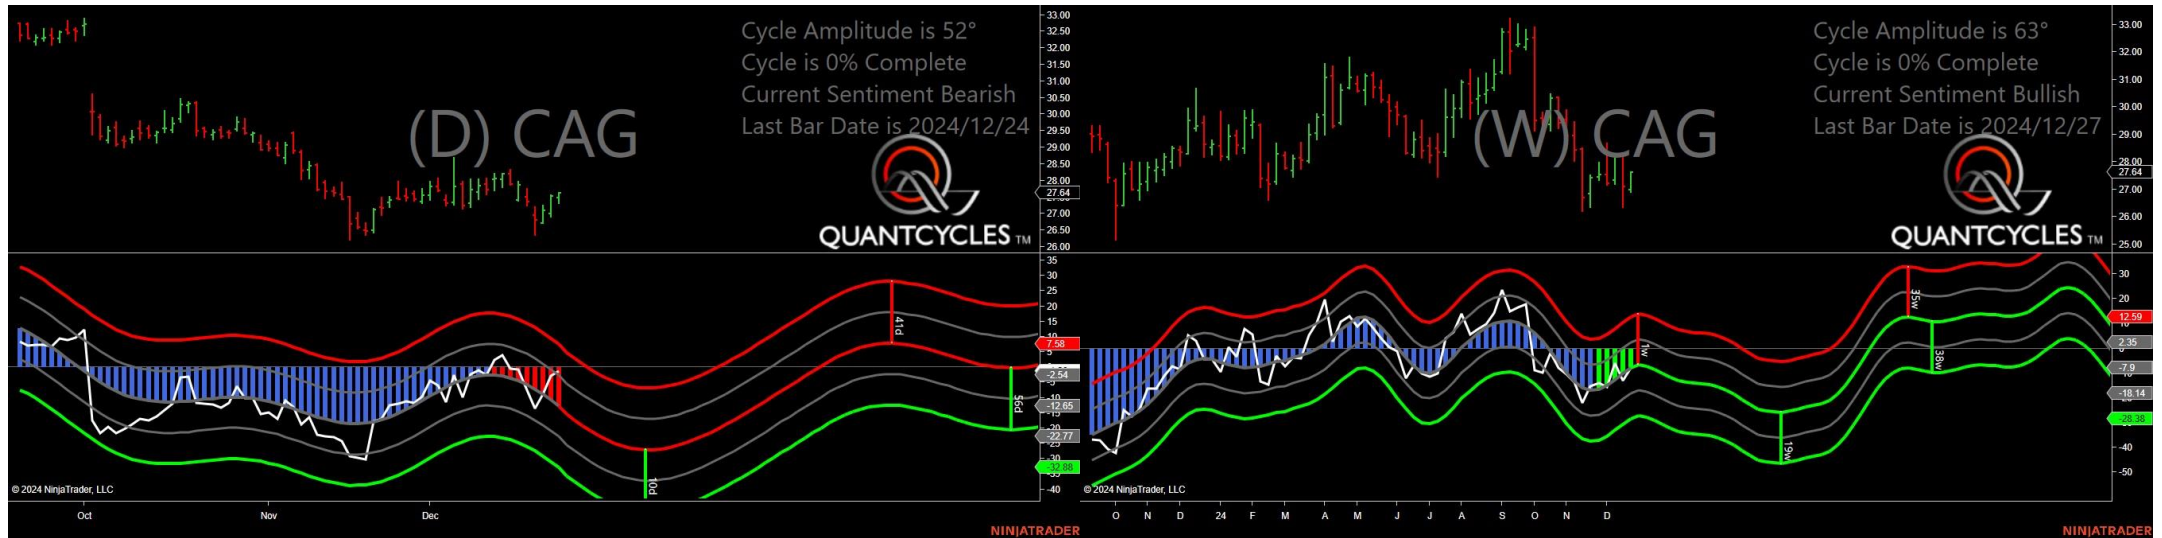 Cycle Amplitude is 52°
Cycle is 0% Complete
Current Sentiment Bearish
Last Bar Date is 2024/12/24
(D) CAG
QUANTCYCLES TM
33.00
32.50
32.00
31.50
31.00
30.50
30.00
29.50
29.00
28.50
28.00
27.64
27.00
26.50
26.00
35
30
25
20
15
10
7.58
5
-2.54
-12.65
-22.77
-32.88
-40
41d
56d
10d
© 2024 NinjaTrader, LLC
Oct Nov Dec
NINJATRADER
Cycle Amplitude is 63°
Cycle is 0% Complete
Current Sentiment Bullish
Last Bar Date is 2024/12/27
(W) CAG
QUANTCYCLES TM
33.00
32.00
31.00
30.00
29.00
28.00
27.64
27.00
26.00
25.00
30
20
12.59
2.35
-7.9
-18.14
-28.38
-40
-50
1w
35w
38w
19w
© 2024 NinjaTrader, LLC
O N D 24 F M A M J J A S O N D
NINJATRADER